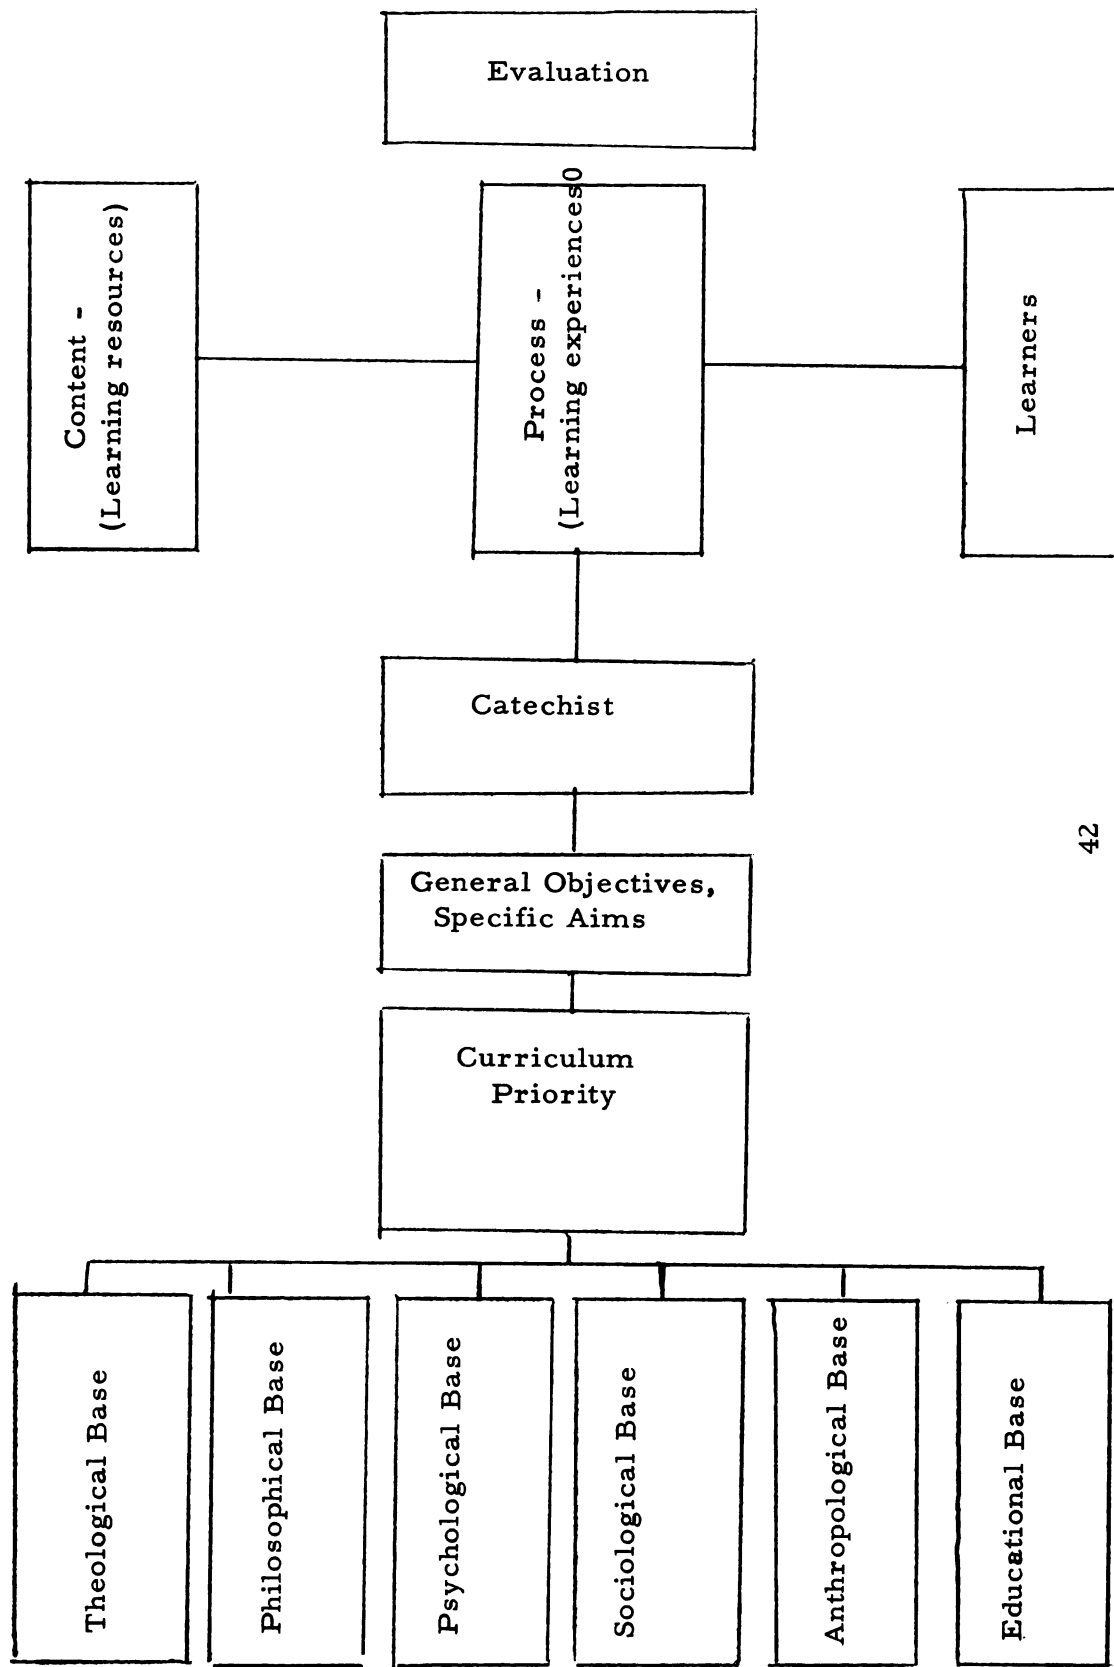 Evaluation
Content -
(Learning resources)
Process -
(Learning experiences0
Learners
Catechist
General Objectives,
Specific Aims
Curriculum
Priority
Theological Base
Philosophical Base
Psychological Base
Sociological Base
Anthropological Base
Educational Base
42